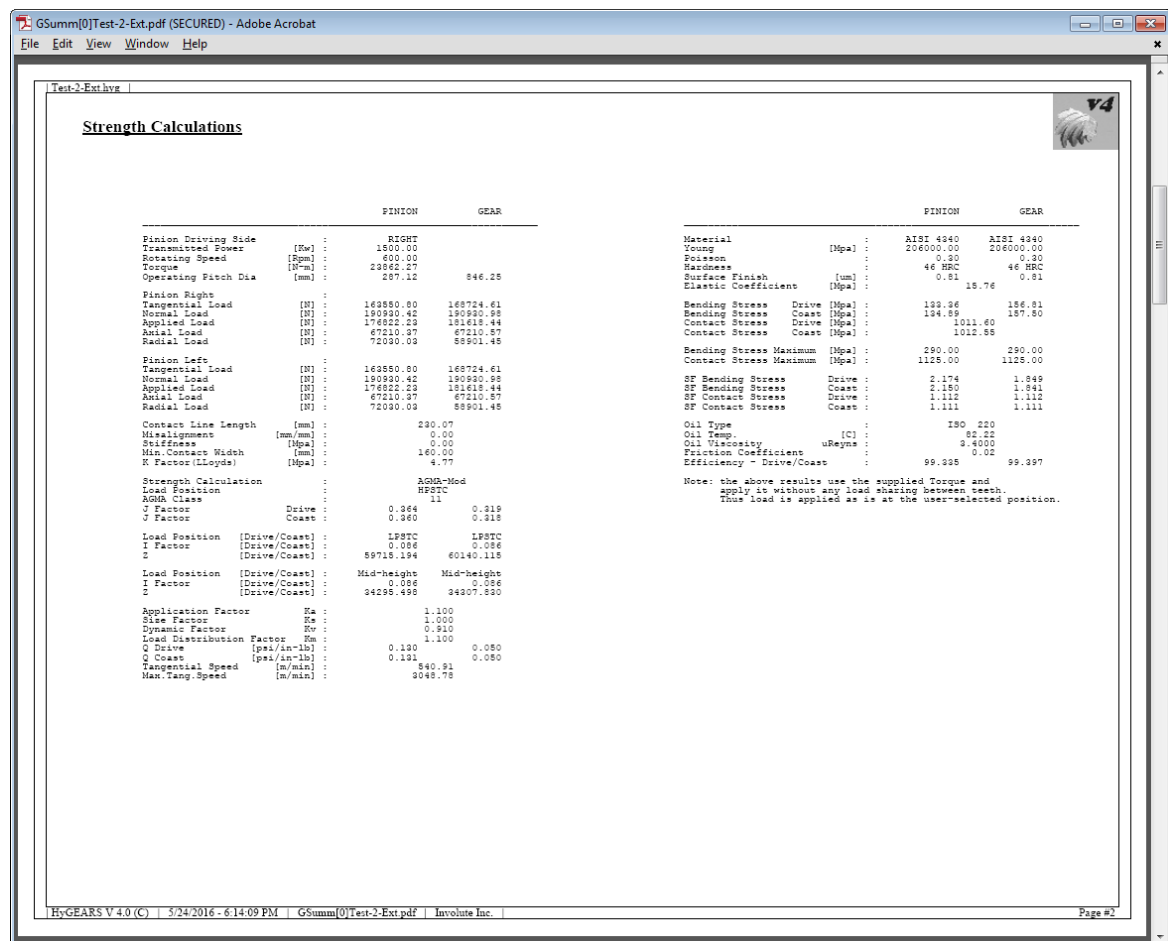 GSumm[0]Test-2-Ext.pdf (SECURED) - Adobe Acrobat
File Edit View Window Help
Test-2-Ext.hyg
V4
Strength Calculations
PINION GEAR
Pinion Driving Side : RIGHT
Transmitted Power [Kw] : 1500.00
Rotating Speed [Rpm] : 600.00
Torque [N-m] : 23862.27
Operating Pitch Dia [mm] : 287.12 846.25
Pinion Right :
Tangential Load [N] : 163550.80 168724.61
Normal Load [N] : 190930.42 190930.98
Applied Load [N] : 176822.23 181618.44
Axial Load [N] : 67210.37 67210.57
Radial Load [N] : 72030.03 58901.45
Pinion Left :
Tangential Load [N] : 163550.80 168724.61
Normal Load [N] : 190930.42 190930.98
Applied Load [N] : 176822.23 181618.44
Axial Load [N] : 67210.37 67210.57
Radial Load [N] : 72030.03 58901.45
Contact Line Length [mm] : 230.07
Misalignment [mm/mm] : 0.00
Stiffness [Mpa] : 0.00
Min.Contact Width [mm] : 160.00
K Factor(LLoyds) [Mpa] : 4.77
Strength Calculation : AGMA-Mod
Load Position : HPSTC
AGMA Class : 11
J Factor Drive : 0.364 0.319
J Factor Coast : 0.360 0.318
Load Position [Drive/Coast] : LPSTC LPSTC
I Factor [Drive/Coast] : 0.086 0.086
Z [Drive/Coast] : 59715.194 60140.115
Load Position [Drive/Coast] : Mid-height Mid-height
I Factor [Drive/Coast] : 0.086 0.086
Z [Drive/Coast] : 34295.498 34307.830
Application Factor Ka : 1.100
Size Factor Ks : 1.000
Dynamic Factor Kv : 0.910
Load Distribution Factor Km : 1.100
Q Drive [psi/in-lb] : 0.130 0.050
Q Coast [psi/in-lb] : 0.131 0.050
Tangential Speed [m/min] : 540.91
Max.Tang.Speed [m/min] : 3048.78
PINION GEAR
Material : AISI 4340 AISI 4340
Young [Mpa] : 206000.00 206000.00
Poisson : 0.30 0.30
Hardness : 46 HRC 46 HRC
Surface Finish [um] : 0.81 0.81
Elastic Coefficient [Mpa] : 15.76
Bending Stress Drive [Mpa] : 133.36 156.81
Bending Stress Coast [Mpa] : 134.89 157.50
Contact Stress Drive [Mpa] : 1011.60
Contact Stress Coast [Mpa] : 1012.55
Bending Stress Maximum [Mpa] : 290.00 290.00
Contact Stress Maximum [Mpa] : 1125.00 1125.00
SF Bending Stress Drive : 2.174 1.849
SF Bending Stress Coast : 2.150 1.841
SF Contact Stress Drive : 1.112 1.112
SF Contact Stress Coast : 1.111 1.111
Oil Type : ISO 220
Oil Temp. [C] : 82.22
Oil Viscosity uReyns : 3.4000
Friction Coefficient : 0.02
Efficiency - Drive/Coast : 99.335 99.397
Note: the above results use the supplied Torque and
apply it without any load sharing between teeth.
Thus load is applied as is at the user-selected position.
HyGEARS V 4.0 (C) | 5/24/2016 - 6:14:09 PM | GSumm[0]Test-2-Ext.pdf | Involute Inc. | Page #2